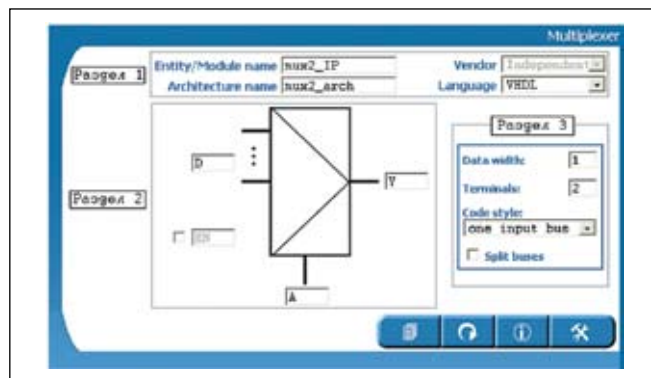 Multiplexer
Раздел 1
Entity/Module name mux2_IP
Vendor Independent
Architecture name mux2_arch
Language VHDL
Раздел 3
D
Y
Data width: 1
Раздел 2
Terminals: 2
Code style:
one input bus
EN
Split buses
A